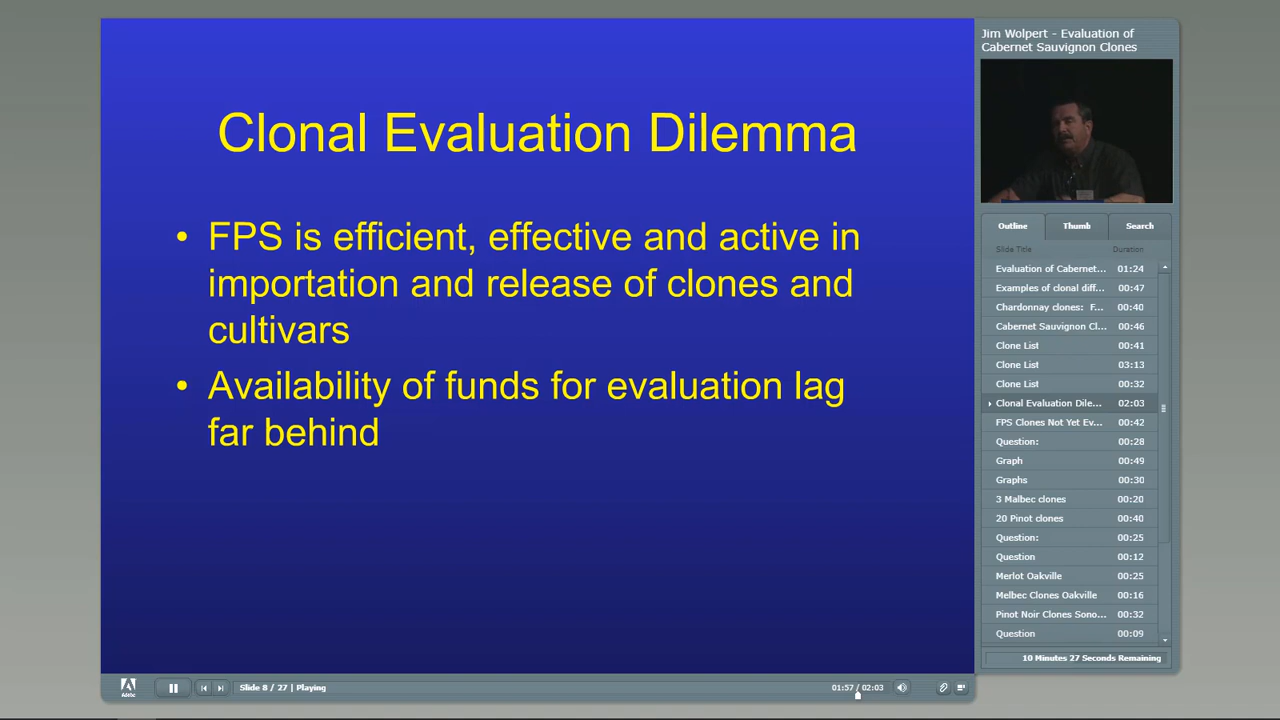 Jim Wolpert - Evaluation of
Cabernet Sauvignon Clones
Clonal Evaluation Dilemma
• FPS is efficient, effective and active in
importation and release of clones and
cultivars
• Availability of funds for evaluation lag
far behind
Outline Thumb Search
Slide Title Duration
Evaluation of Cabernet... 01:24
Examples of clonal diff... 00:47
Chardonnay clones: F... 00:40
Cabernet Sauvignon Cl... 00:46
Clone List 00:41
Clone List 03:13
Clone List 00:32
Clonal Evaluation Dile... 02:03
FPS Clones Not Yet Ev... 00:42
Question: 00:28
Graph 00:49
Graphs 00:30
3 Malbec clones 00:20
20 Pinot clones 00:40
Question: 00:25
Question 00:12
Merlot Oakville 00:25
Melbec Clones Oakville 00:16
Pinot Noir Clones Sono... 00:32
Question 00:09
10 Minutes 27 Seconds Remaining
Adobe
Slide 8 / 27 | Playing
01:57 / 02:03